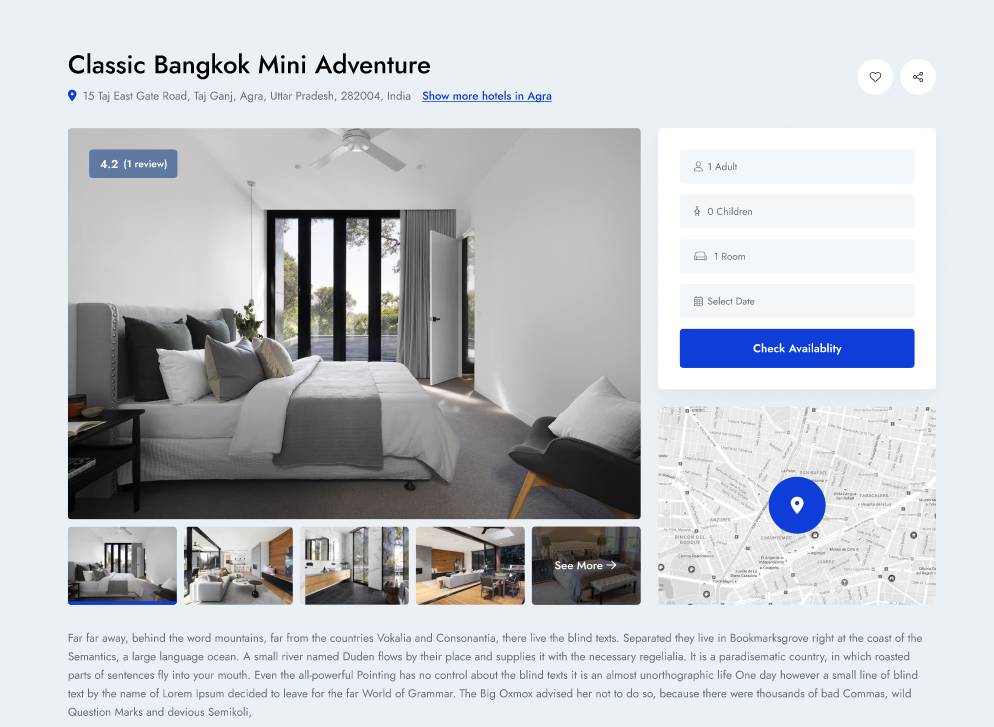 Classic Bangkok Mini Adventure
15 Taj East Gate Road, Taj Ganj, Agra, Uttar Pradesh, 282004, India Show more hotels in Agra
4.2 (1 review)
1 Adult
0 Children
1 Room
Select Date
Check Availablity
See More →
Far far away, behind the word mountains, far from the countries Vokalia and Consonantia, there live the blind texts. Separated they live in Bookmarksgrove right at the coast of the
Semantics, a large language ocean. A small river named Duden flows by their place and supplies it with the necessary regelialia. It is a paradisematic country, in which roasted
parts of sentences fly into your mouth. Even the all-powerful Pointing has no control about the blind texts it is an almost unorthographic life One day however a small line of blind
text by the name of Lorem Ipsum decided to leave for the far World of Grammar. The Big Oxmox advised her not to do so, because there were thousands of bad Commas, wild
Question Marks and devious Semikoli,